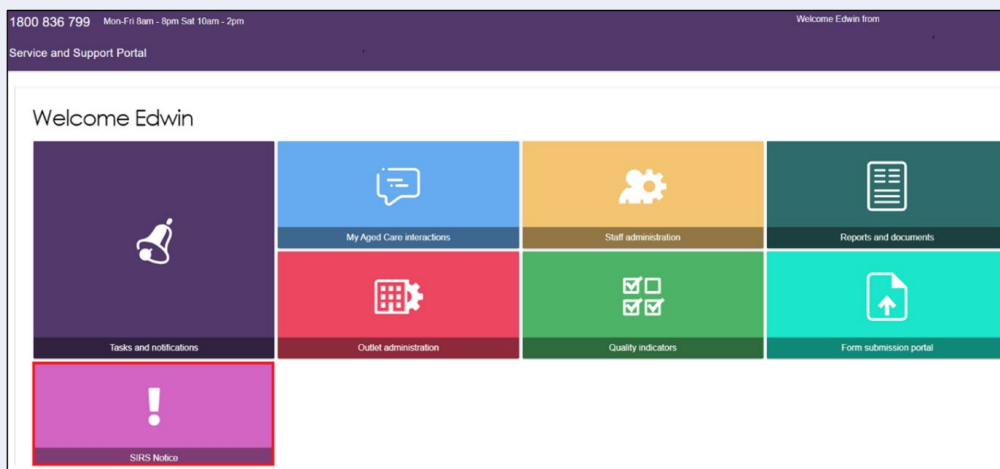 1800 836 799 Mon-Fri 8am - 8pm Sat 10am - 2pm
Welcome Edwin from
Service and Support Portal
Welcome Edwin
My Aged Care interactions
Staff administration
Reports and documents
Tasks and notifications
Outlet administration
Quality indicators
Form submission portal
SIRS Notice